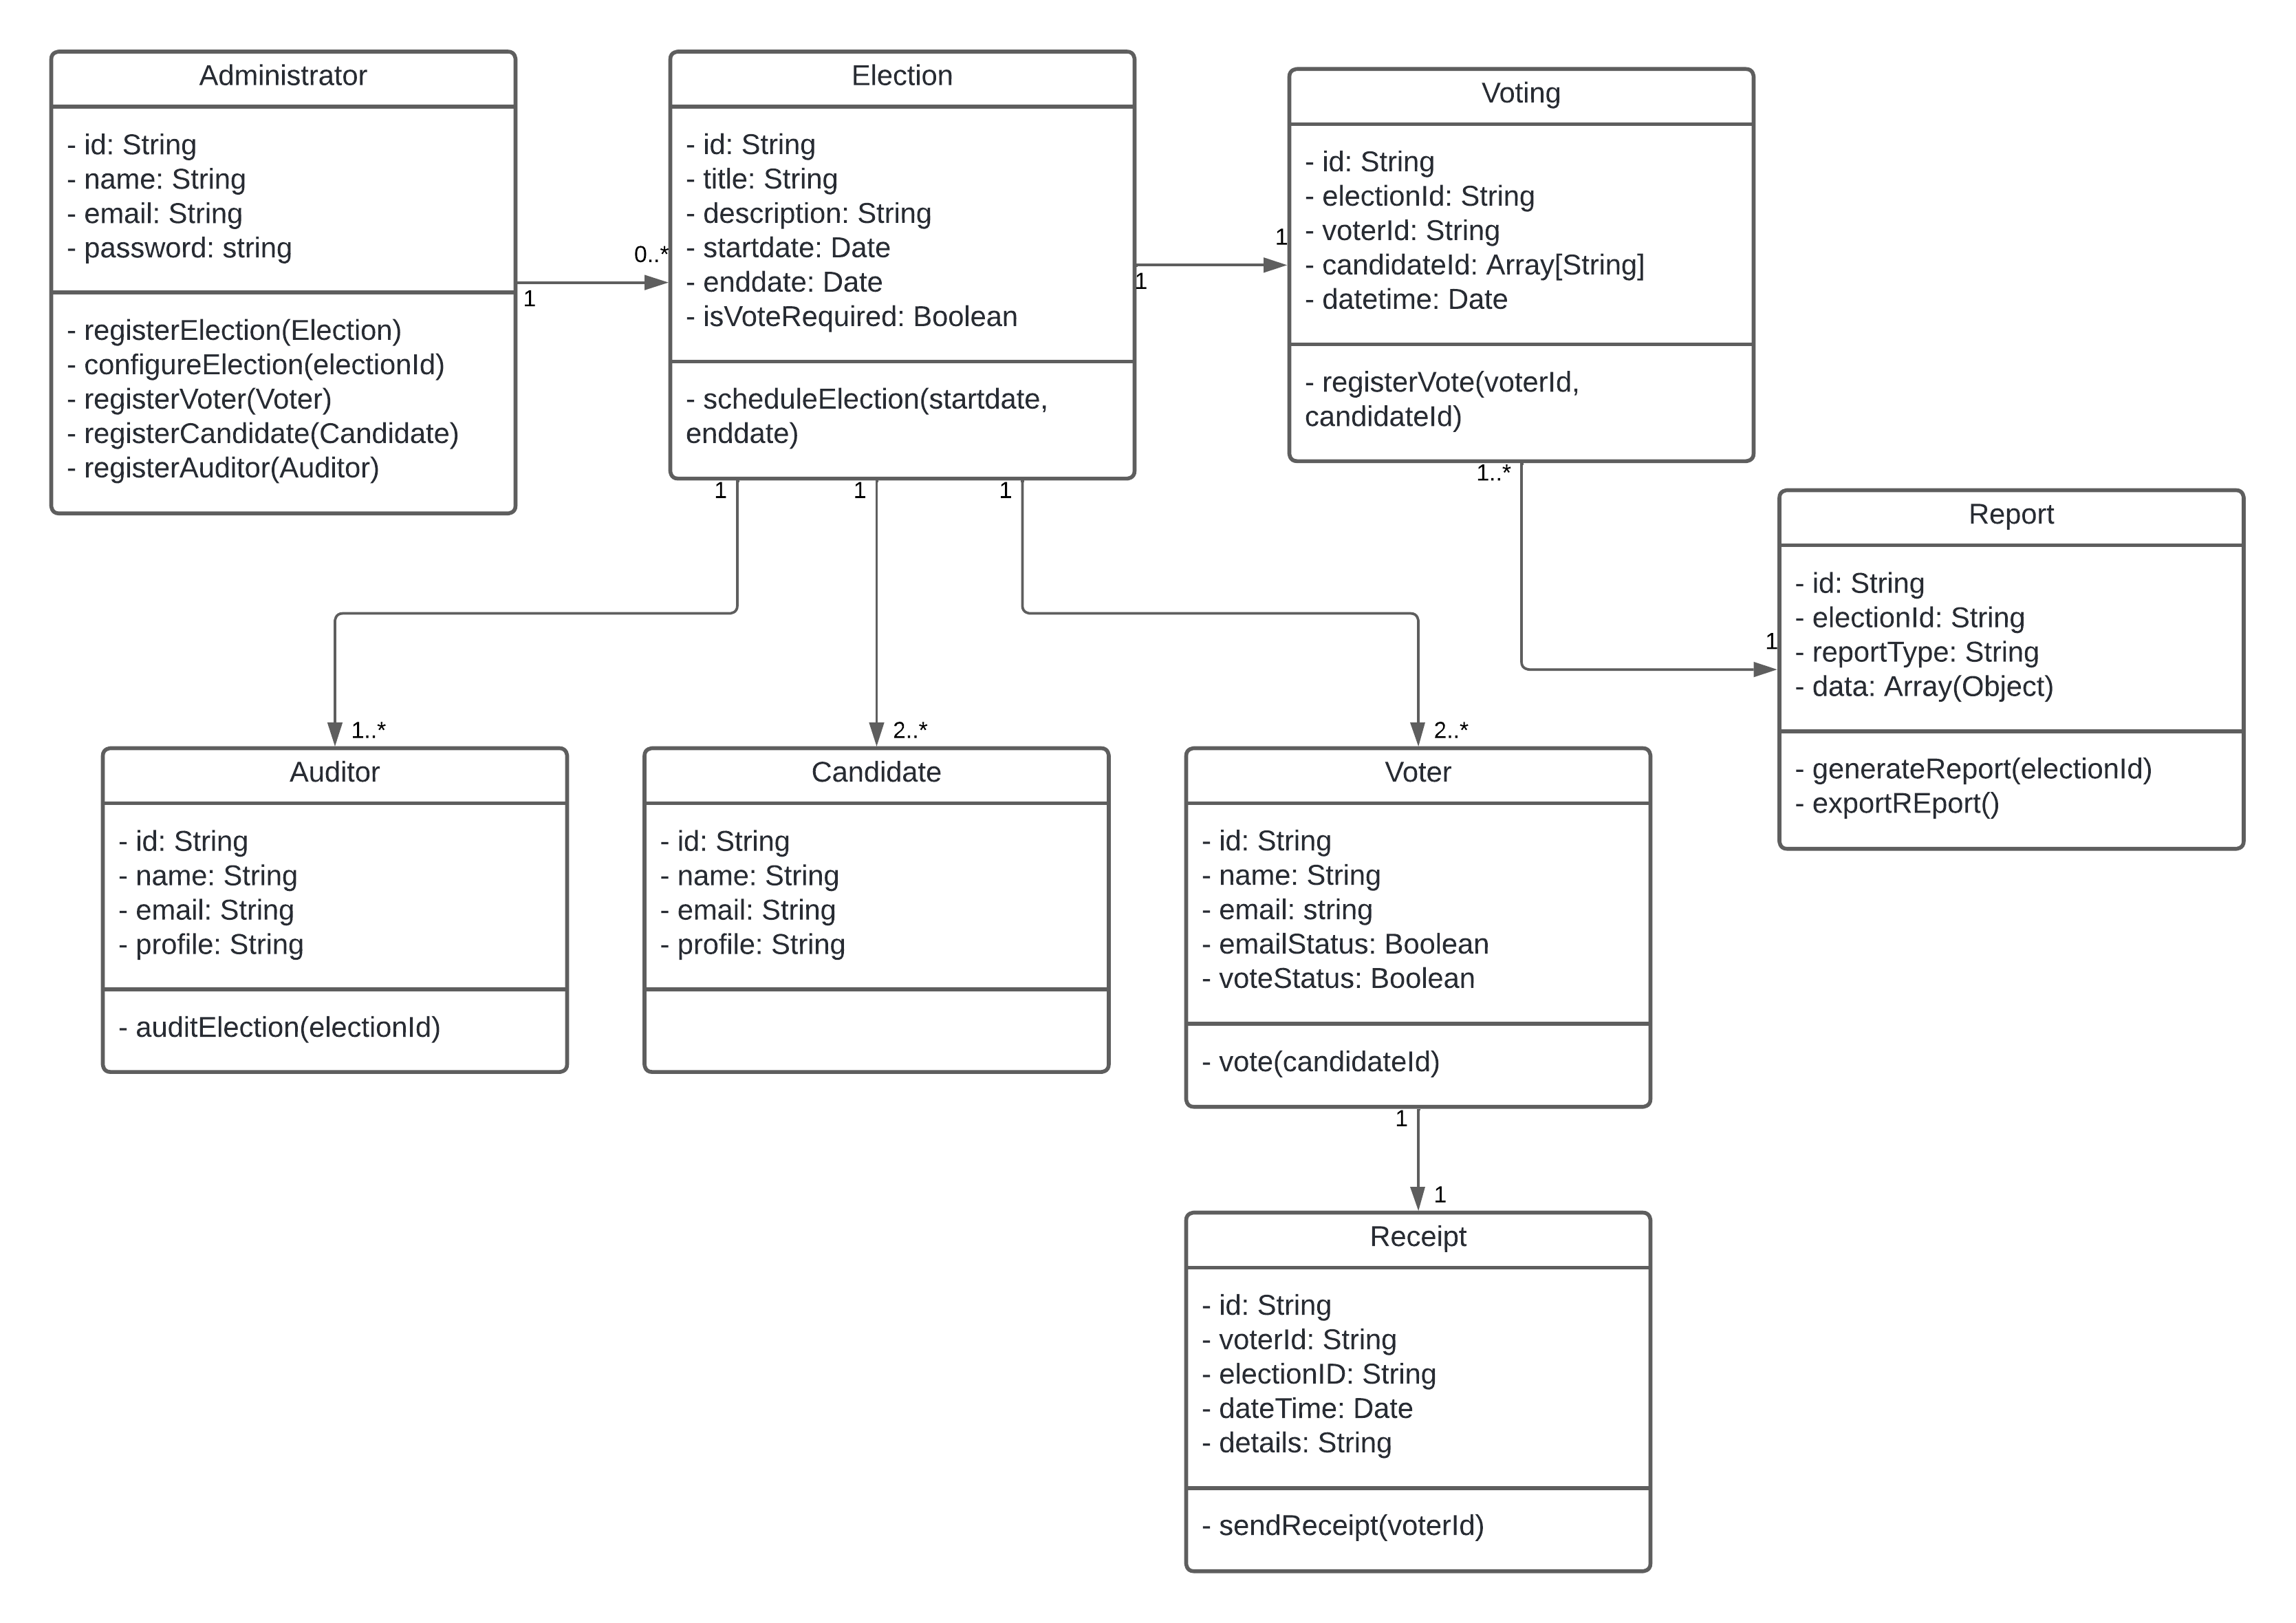 Administrator
- id: String
- name: String
- email: String
- password: string
- registerElection(Election)
- configureElection(electionId)
- registerVoter(Voter)
- registerCandidate(Candidate)
- registerAuditor(Auditor)
1
0..*
Election
- id: String
- title: String
- description: String
- startdate: Date
- enddate: Date
- isVoteRequired: Boolean
- scheduleElection(startdate,
enddate)
1
1
Voting
- id: String
- electionId: String
- voterId: String
- candidateId: Array[String]
- datetime: Date
- registerVote(voterId,
candidateId)
1..*
1
Report
- id: String
- electionId: String
- reportType: String
- data: Array(Object)
- generateReport(electionId)
- exportREport()
1
1
1
1..*
2..*
2..*
Auditor
- id: String
- name: String
- email: String
- profile: String
- auditElection(electionId)
Candidate
- id: String
- name: String
- email: String
- profile: String
Voter
- id: String
- name: String
- email: string
- emailStatus: Boolean
- voteStatus: Boolean
- vote(candidateId)
1
1
Receipt
- id: String
- voterId: String
- electionID: String
- dateTime: Date
- details: String
- sendReceipt(voterId)